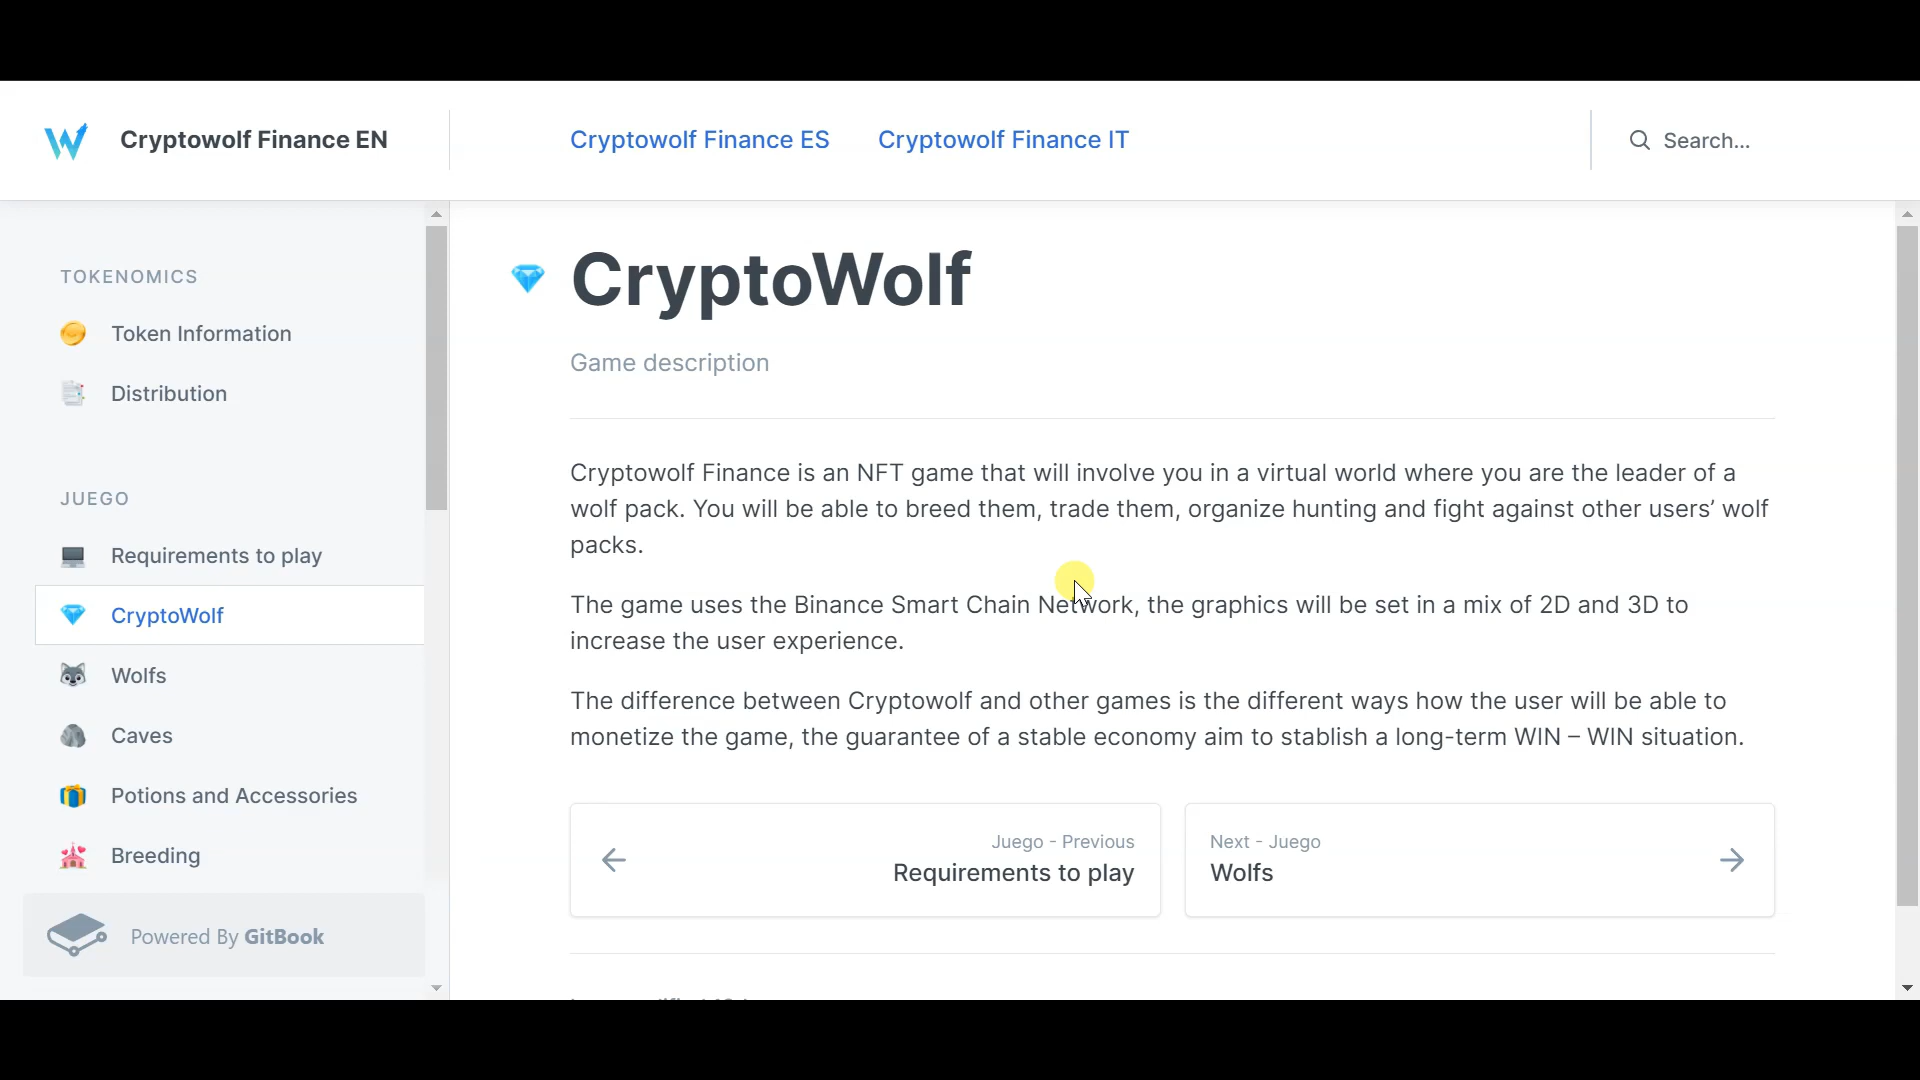 Cryptowolf Finance EN
Cryptowolf Finance ES
Cryptowolf Finance IT
Search...
TOKENOMICS
Token Information
Distribution
JUEGO
Requirements to play
CryptoWolf
Wolfs
Caves
Potions and Accessories
Breeding
Powered By GitBook
CryptoWolf
Game description
Cryptowolf Finance is an NFT game that will involve you in a virtual world where you are the leader of a
wolf pack. You will be able to breed them, trade them, organize hunting and fight against other users’ wolf
packs.
The game uses the Binance Smart Chain Network, the graphics will be set in a mix of 2D and 3D to
increase the user experience.
The difference between Cryptowolf and other games is the different ways how the user will be able to
monetize the game, the guarantee of a stable economy aim to stablish a long-term WIN – WIN situation.
Juego - Previous
Requirements to play
Next - Juego
Wolfs